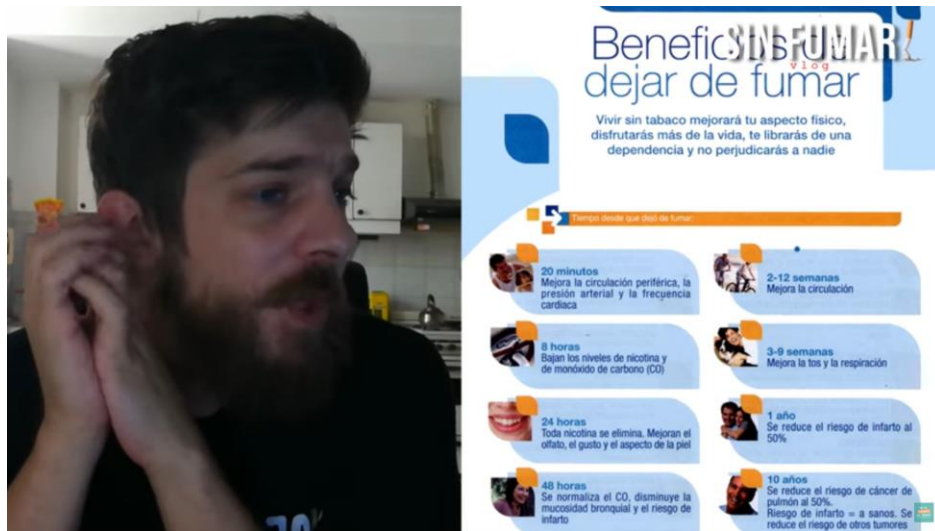 SIN FUMAR
vlog
Beneficios de
dejar de fumar
Vivir sin tabaco mejorará tu aspecto físico,
disfrutarás más de la vida, te librarás de una
dependencia y no perjudicarás a nadie
Tiempo desde que dejó de fumar:
20 minutos
Mejora la circulación periférica, la
presión arterial y la frecuencia
cardiaca
8 horas
Bajan los niveles de nicotina y
de monóxido de carbono (CO)
24 horas
Toda nicotina se elimina. Mejoran el
olfato, el gusto y el aspecto de la piel
48 horas
Se normaliza el CO, disminuye la
mucosidad bronquial y el riesgo de
infarto
2-12 semanas
Mejora la circulación
3-9 semanas
Mejora la tos y la respiración
1 año
Se reduce el riesgo de infarto al
50%
10 años
Se reduce el riesgo de cáncer de
pulmón al 50%.
Riesgo de infarto = a sanos. Se
reduce el riesgo de otros tumores